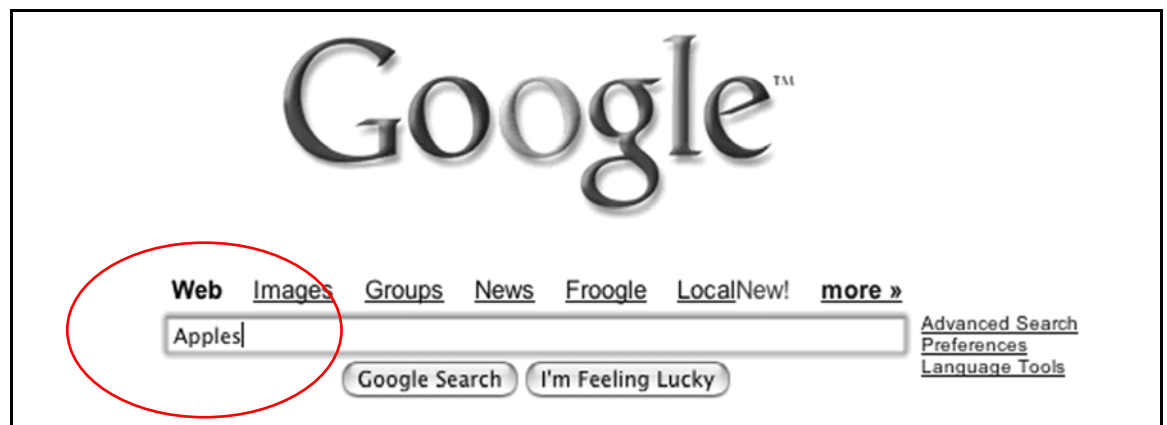 Google™
Web Images Groups News Froogle LocalNew! more »
Apples
Advanced Search
Preferences
Language Tools
Google Search I'm Feeling Lucky